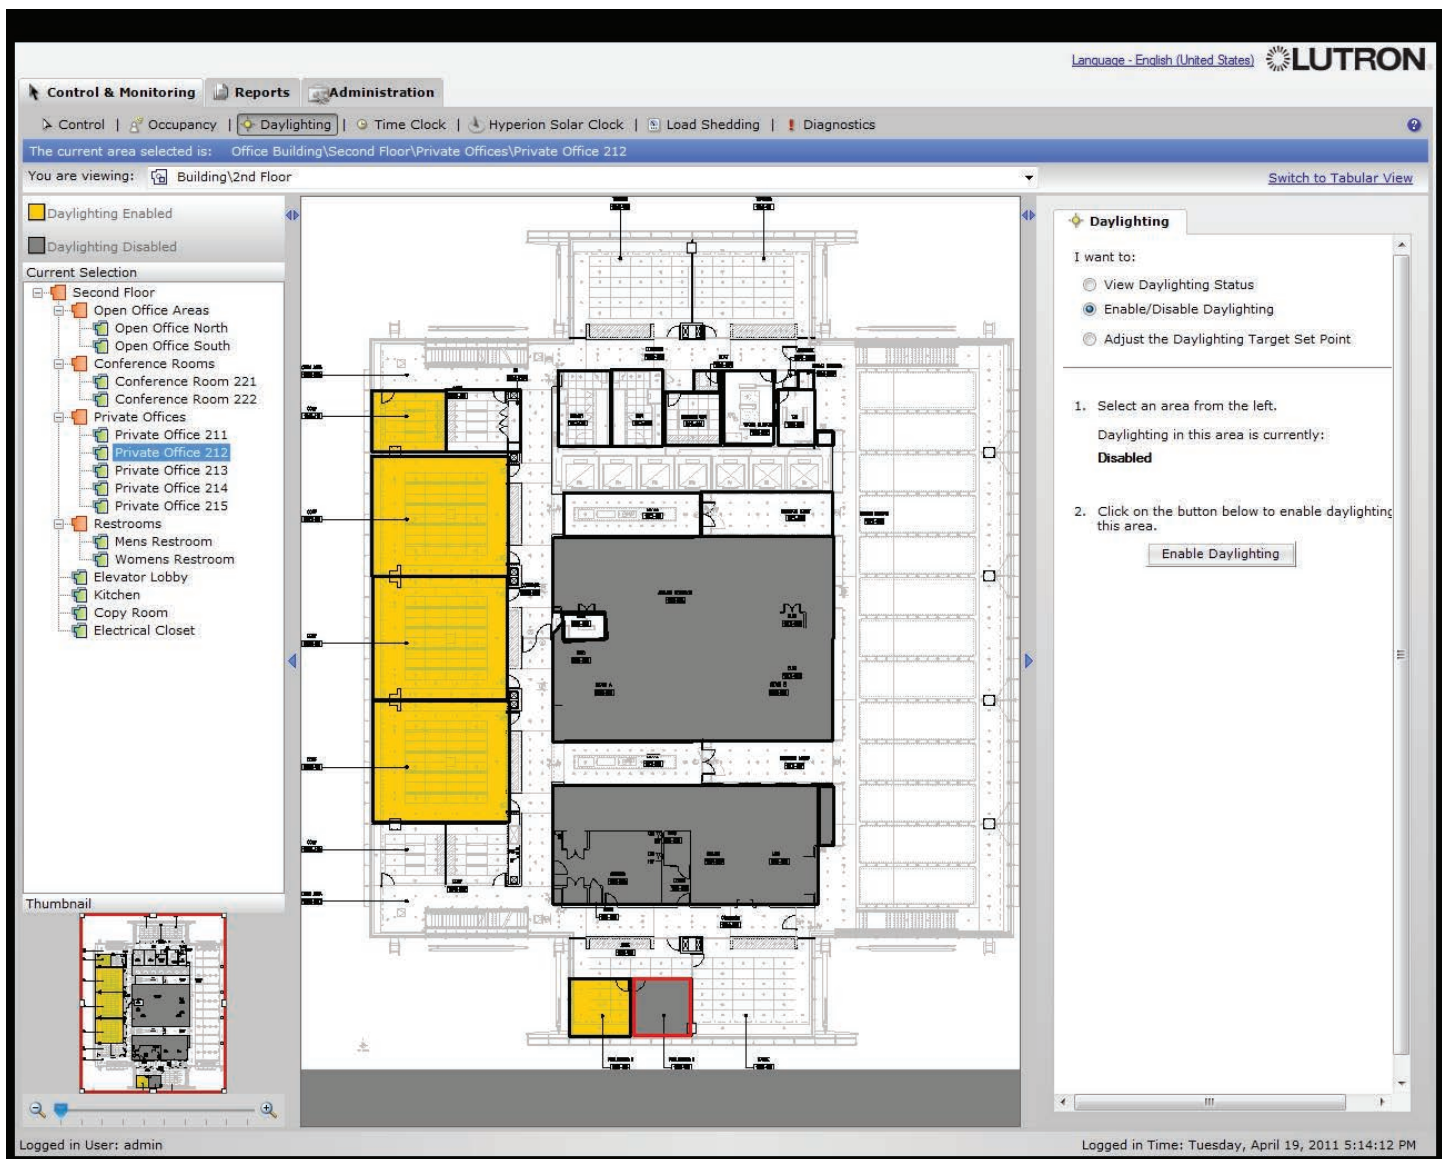 Language - English (United States)
LUTRON
Control & Monitoring
Reports
Administration
Control | Occupancy | Daylighting | Time Clock | Hyperion Solar Clock | Load Shedding | Diagnostics
The current area selected is: Office Building\Second Floor\Private Offices\Private Office 212
You are viewing: Building\2nd Floor
Switch to Tabular View
Daylighting Enabled
Daylighting Disabled
Current Selection
Second Floor
Open Office Areas
Open Office North
Open Office South
Conference Rooms
Conference Room 221
Conference Room 222
Private Offices
Private Office 211
Private Office 212
Private Office 213
Private Office 214
Private Office 215
Restrooms
Mens Restroom
Womens Restroom
Elevator Lobby
Kitchen
Copy Room
Electrical Closet
Thumbnail
Daylighting
I want to:
View Daylighting Status
Enable/Disable Daylighting
Adjust the Daylighting Target Set Point
1. Select an area from the left.
Daylighting in this area is currently:
Disabled
2. Click on the button below to enable daylighting
this area.
Enable Daylighting
Logged in User: admin
Logged in Time: Tuesday, April 19, 2011 5:14:12 PM